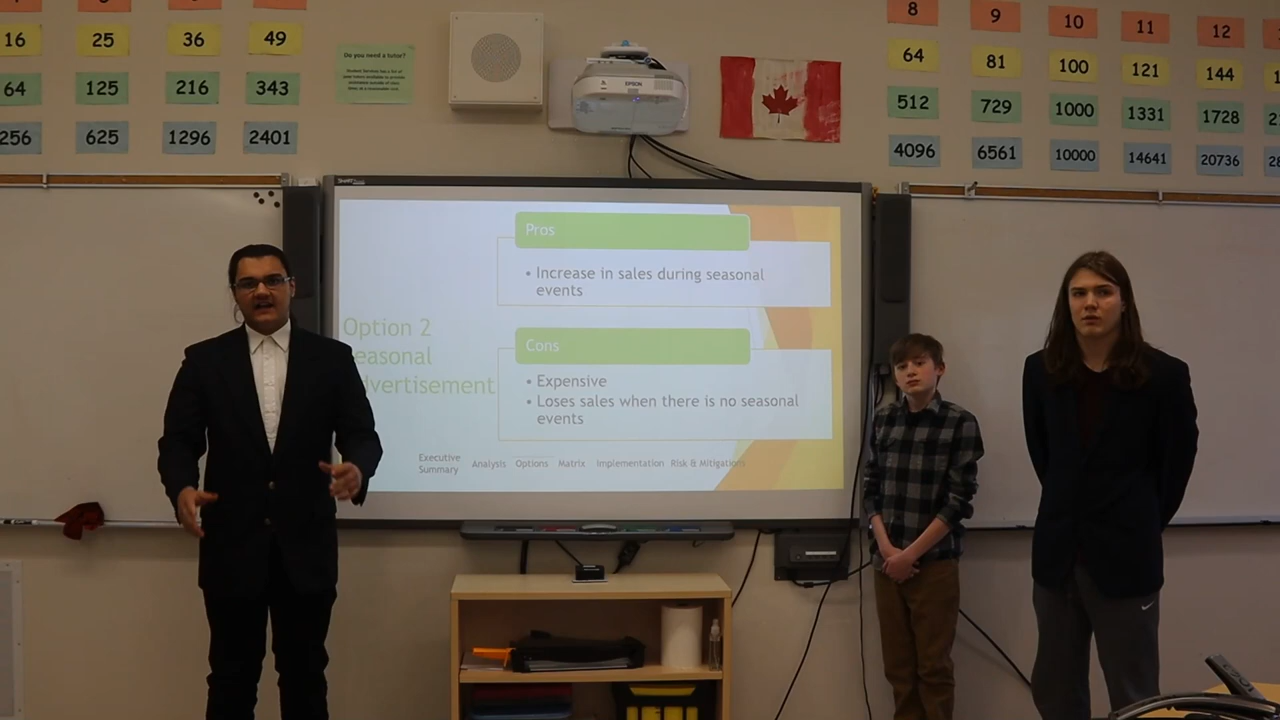 16 25 36 49
64 125 216 343
256 625 1296 2401
Do you need a tutor?
EPSON
8 9 10 11 12
64 81 100 121 144
512 729 1000 1331 1728
4096 6561 10000 14641 20736
Pros
• Increase in sales during seasonal
events
Option 2
easonal
dvertisement
Cons
• Expensive
• Loses sales when there is no seasonal
events
Executive
Summary
Analysis
Options
Matrix
Implementation
Risk & Mitigations